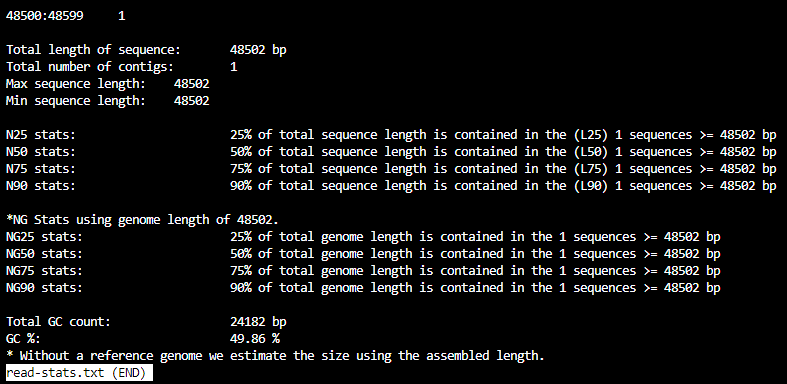 48500:48599     1
Total length of sequence:       48502 bp
Total number of contigs:        1
Max sequence length:    48502
Min sequence length:    48502
N25 stats:                      25% of total sequence length is contained in the (L25) 1 sequences >= 48502 bp
N50 stats:                      50% of total sequence length is contained in the (L50) 1 sequences >= 48502 bp
N75 stats:                      75% of total sequence length is contained in the (L75) 1 sequences >= 48502 bp
N90 stats:                      90% of total sequence length is contained in the (L90) 1 sequences >= 48502 bp
*NG Stats using genome length of 48502.
NG25 stats:                     25% of total genome length is contained in the 1 sequences >= 48502 bp
NG50 stats:                     50% of total genome length is contained in the 1 sequences >= 48502 bp
NG75 stats:                     75% of total genome length is contained in the 1 sequences >= 48502 bp
NG90 stats:                     90% of total genome length is contained in the 1 sequences >= 48502 bp
Total GC count:                 24182 bp
GC %:                           49.86 %
* Without a reference genome we estimate the size using the assembled length.
read-stats.txt (END)